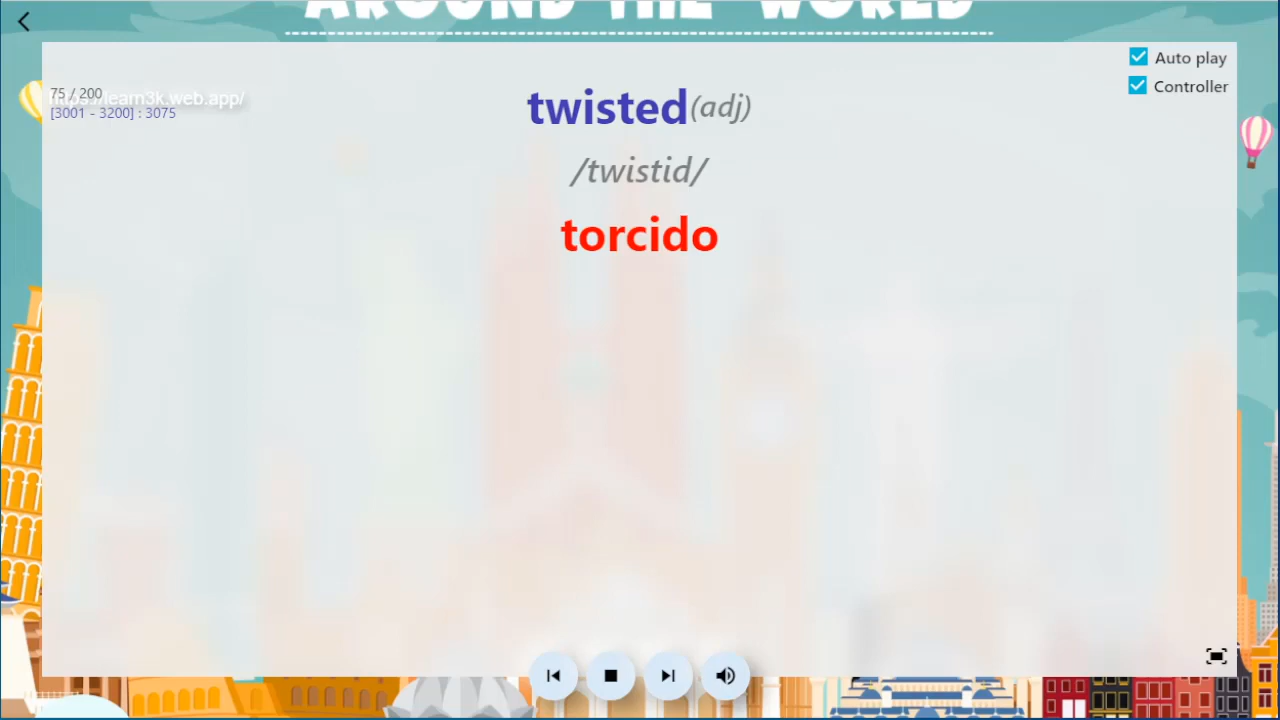 AROUND THE WORLD
Auto play
Controller
75 / 200
https://learn3k.web.app/
[3001 - 3200] : 3075
twisted(adj)
/twistid/
torcido